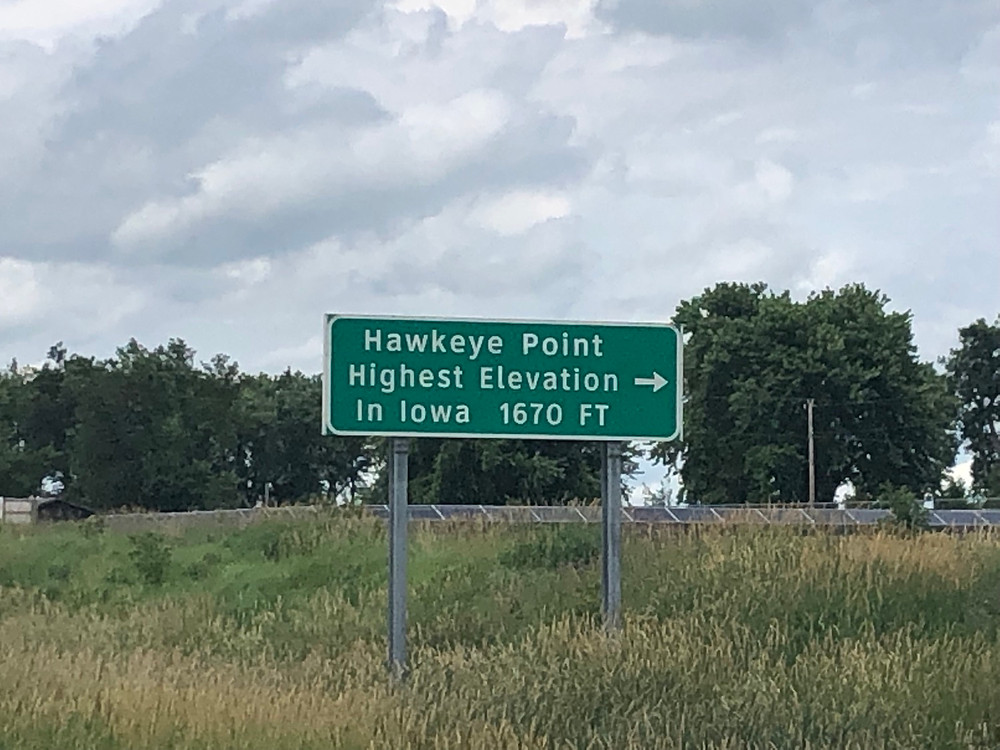 Hawkeye Point
Highest Elevation →
In Iowa 1670 FT